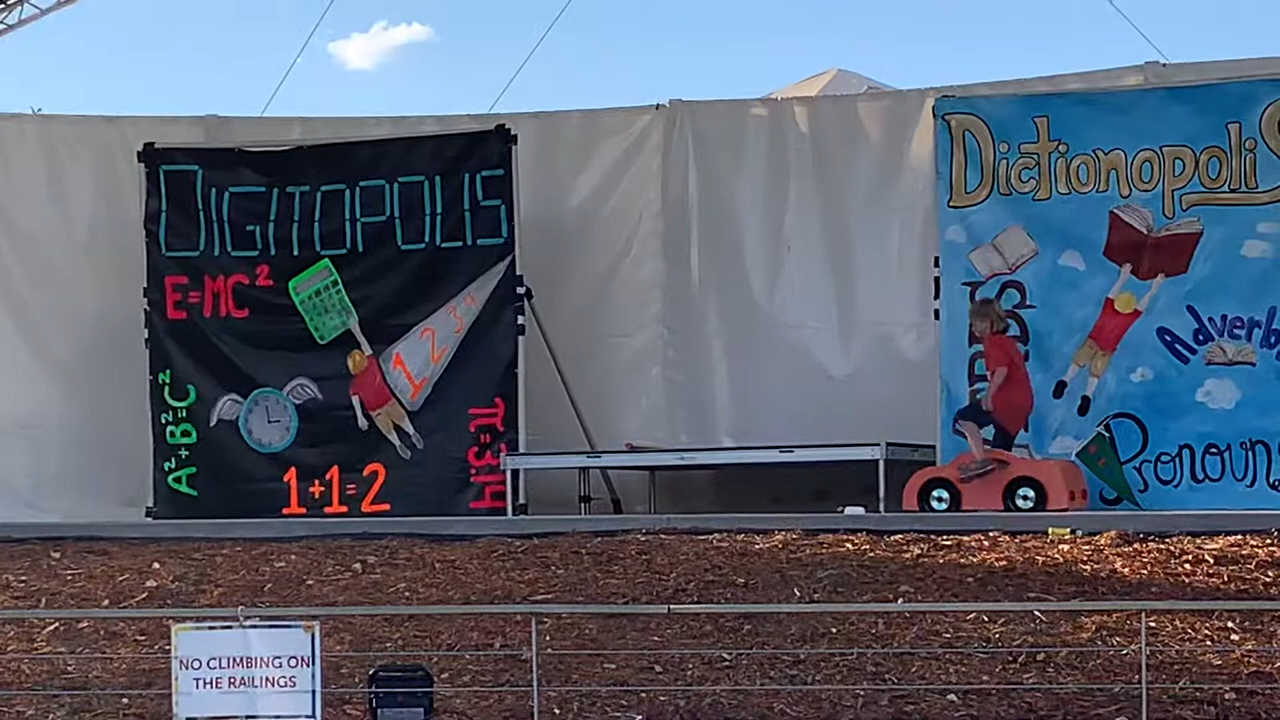 DIGITOPOLIS
E=MC²
1 2 3 4
A²+B²=C²
π=3.14
1+1=2
DictionopoliS
Adverb
Pronoun
NO CLIMBING ON
THE RAILINGS